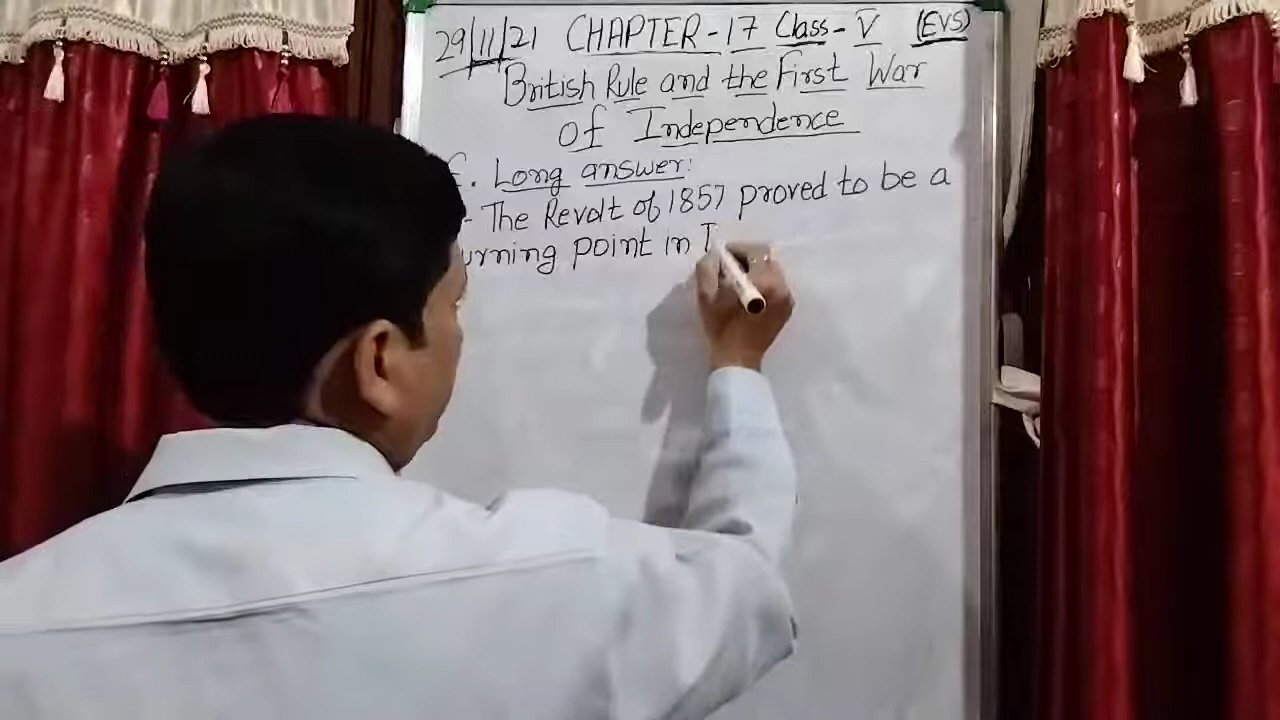 29/11/21 CHAPTER-17 Class-V (EVS)
British Rule and the First War
of Independence
Long answer:
- The Revolt of 1857 proved to be a
urning point in I